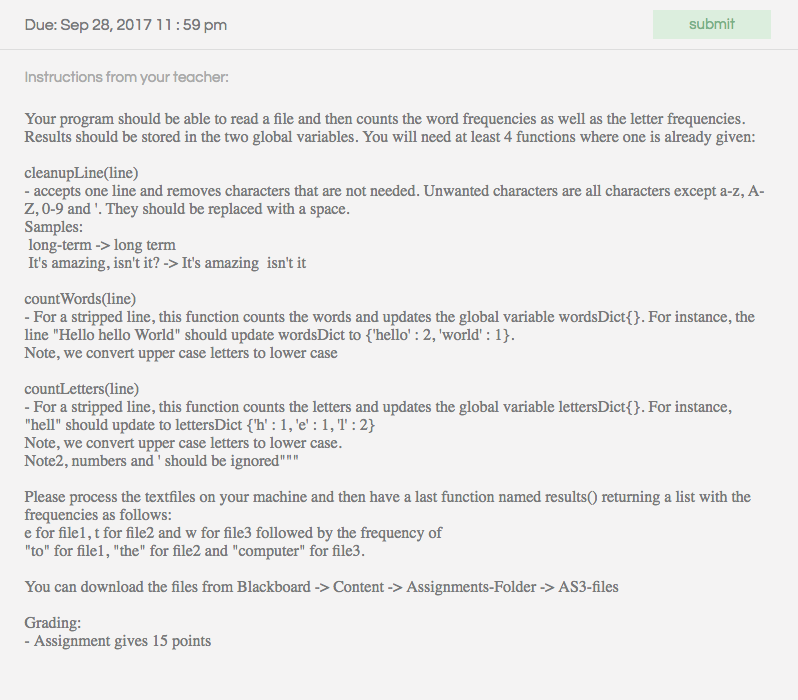 Due: Sep 28, 2017 11 : 59 pm
submit
Instructions from your teacher:
Your program should be able to read a file and then counts the word frequencies as well as the letter frequencies.
Results should be stored in the two global variables. You will need at least 4 functions where one is already given:
cleanupLine(line)
- accepts one line and removes characters that are not needed. Unwanted characters are all characters except a-z, A-
Z, 0-9 and '. They should be replaced with a space.
Samples:
long-term -> long term
It's amazing, isn't it? -> It's amazing  isn't it
countWords(line)
- For a stripped line, this function counts the words and updates the global variable wordsDict{}. For instance, the
line "Hello hello World" should update wordsDict to {'hello' : 2, 'world' : 1}.
Note, we convert upper case letters to lower case
countLetters(line)
- For a stripped line, this function counts the letters and updates the global variable lettersDict{}. For instance,
"hell" should update to lettersDict {'h' : 1, 'e' : 1, 'l' : 2}
Note, we convert upper case letters to lower case.
Note2, numbers and ' should be ignored"""
Please process the textfiles on your machine and then have a last function named results() returning a list with the
frequencies as follows:
e for file1, t for file2 and w for file3 followed by the frequency of
"to" for file1, "the" for file2 and "computer" for file3.
You can download the files from Blackboard -> Content -> Assignments-Folder -> AS3-files
Grading:
- Assignment gives 15 points